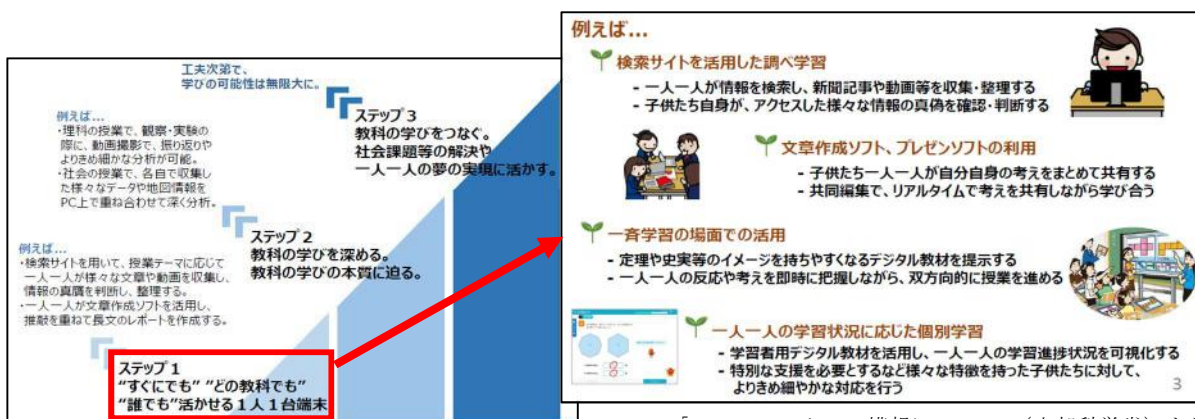 工夫次第で、
学びの可能性は無限大に。
ステップ３
教科の学びをつなぐ。
社会課題等の解決や
一人一人の夢の実現に活かす。
例えば…
・理科の授業で、観察・実験の
際に、動画撮影で、振り返りや
よりきめ細かな分析が可能。
・社会の授業で、各自で収集し
た様々なデータや地図情報を
PC上で重ね合わせて深く分析。
ステップ２
教科の学びを深める。
教科の学びの本質に迫る。
例えば…
・検索サイトを用いて、授業テーマに応じて
一人一人が様々な文章や動画を収集し、
情報の真贋を判断し、整理する。
・一人一人が文章作成ソフトを活用し、
推敲を重ねて長文のレポートを作成する。
ステップ１
“すぐにでも” “どの教科でも”
“誰でも”活かせる１人１台端末
例えば…
検索サイトを活用した調べ学習
- 一人一人が情報を検索し、新聞記事や動画等を収集・整理する
- 子供たち自身が、アクセスした様々な情報の真偽を確認・判断する
文章作成ソフト、プレゼンソフトの利用
- 子供たち一人一人が自分自身の考えをまとめて共有する
- 共同編集で、リアルタイムで考えを共有しながら学び合う
一斉学習の場面での活用
- 定理や史実等のイメージを持ちやすくなるデジタル教材を提示する
- 一人一人の反応や考えを即時に把握しながら、双方向的に授業を進める
一人一人の学習状況に応じた個別学習
- 学習者用デジタル教材を活用し、一人一人の学習進捗状況を可視化する
- 特別な支援を必要とするなど様々な特徴を持った子供たちに対して、
よりきめ細やかな対応を行う
3